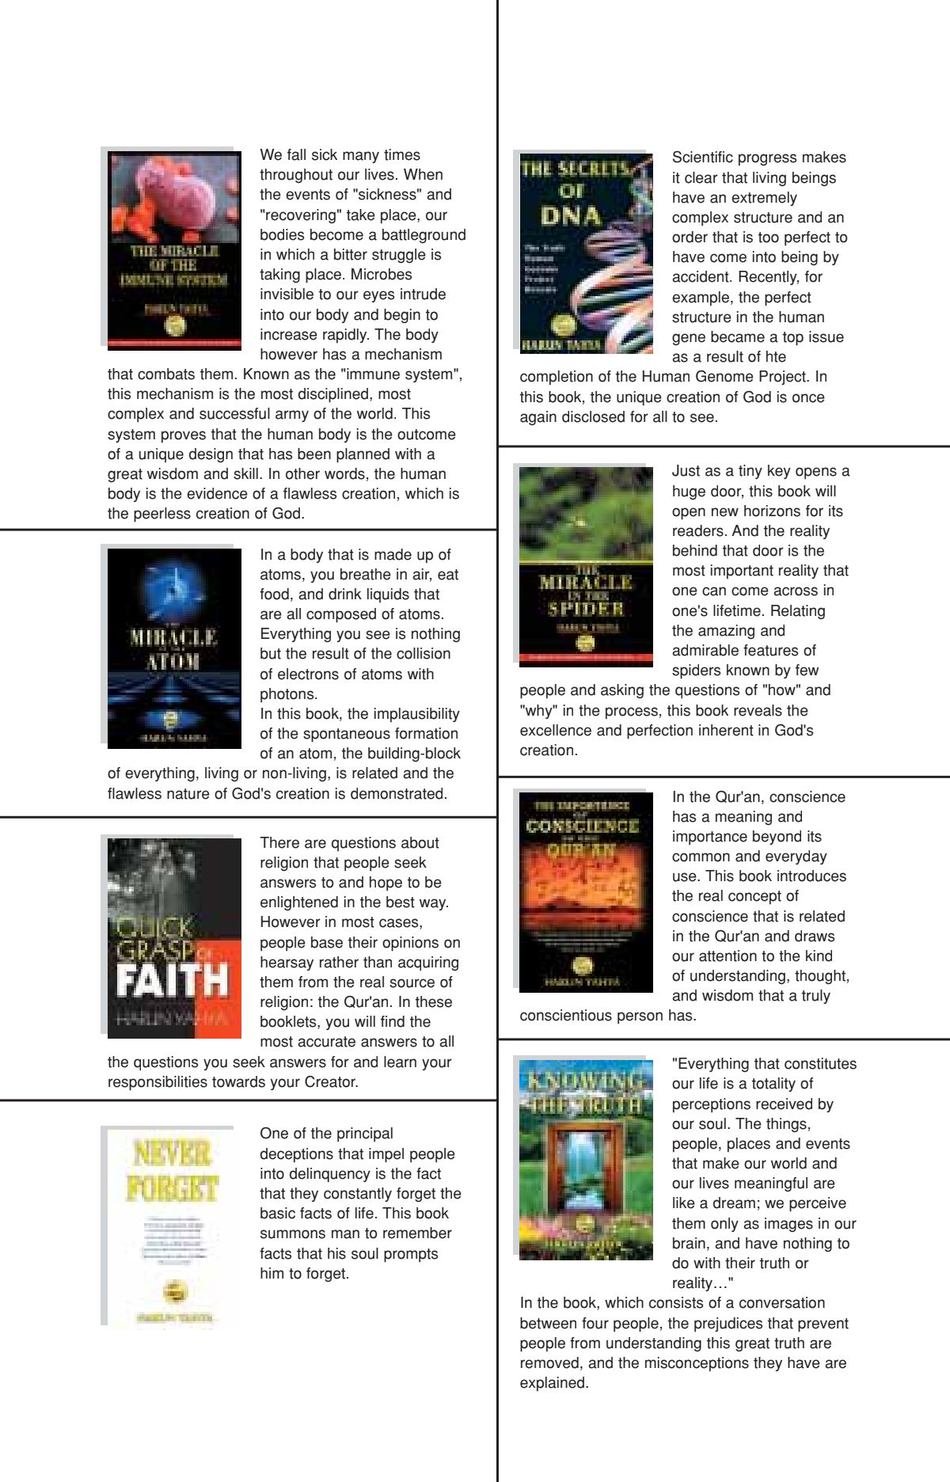 THE MIRACLE
OF THE
IMMUNE SYSTEM
HARUN YAHYA
We fall sick many times
throughout our lives. When
the events of "sickness" and
"recovering" take place, our
bodies become a battleground
in which a bitter struggle is
taking place. Microbes
invisible to our eyes intrude
into our body and begin to
increase rapidly. The body
however has a mechanism
that combats them. Known as the "immune system",
this mechanism is the most disciplined, most
complex and successful army of the world. This
system proves that the human body is the outcome
of a unique design that has been planned with a
great wisdom and skill. In other words, the human
body is the evidence of a flawless creation, which is
the peerless creation of God.
MIRACLE
ATOM
HARUN YAHYA
In a body that is made up of
atoms, you breathe in air, eat
food, and drink liquids that
are all composed of atoms.
Everything you see is nothing
but the result of the collision
of electrons of atoms with
photons.
In this book, the implausibility
of the spontaneous formation
of an atom, the building-block
of everything, living or non-living, is related and the
flawless nature of God's creation is demonstrated.
QUICK
GRASP OF
FAITH
HARUN YAHYA
There are questions about
religion that people seek
answers to and hope to be
enlightened in the best way.
However in most cases,
people base their opinions on
hearsay rather than acquiring
them from the real source of
religion: the Qur'an. In these
booklets, you will find the
most accurate answers to all
the questions you seek answers for and learn your
responsibilities towards your Creator.
NEVER
FORGET
HARUN YAHYA
One of the principal
deceptions that impel people
into delinquency is the fact
that they constantly forget the
basic facts of life. This book
summons man to remember
facts that his soul prompts
him to forget.
THE SECRETS
OF
DNA
HARUN YAHYA
Scientific progress makes
it clear that living beings
have an extremely
complex structure and an
order that is too perfect to
have come into being by
accident. Recently, for
example, the perfect
structure in the human
gene became a top issue
as a result of hte
completion of the Human Genome Project. In
this book, the unique creation of God is once
again disclosed for all to see.
THE
MIRACLE
IN THE
SPIDER
HARUN YAHYA
Just as a tiny key opens a
huge door, this book will
open new horizons for its
readers. And the reality
behind that door is the
most important reality that
one can come across in
one's lifetime. Relating
the amazing and
admirable features of
spiders known by few
people and asking the questions of "how" and
"why" in the process, this book reveals the
excellence and perfection inherent in God's
creation.
THE IMPORTENCE
CONSCIENCE
QUR'AN
HARUN YAHYA
In the Qur'an, conscience
has a meaning and
importance beyond its
common and everyday
use. This book introduces
the real concept of
conscience that is related
in the Qur'an and draws
our attention to the kind
of understanding, thought,
and wisdom that a truly
conscientious person has.
KNOWING
THE TRUTH
"Everything that constitutes
our life is a totality of
perceptions received by
our soul. The things,
people, places and events
that make our world and
our lives meaningful are
like a dream; we perceive
them only as images in our
brain, and have nothing to
do with their truth or
reality…"
In the book, which consists of a conversation
between four people, the prejudices that prevent
people from understanding this great truth are
removed, and the misconceptions they have are
explained.